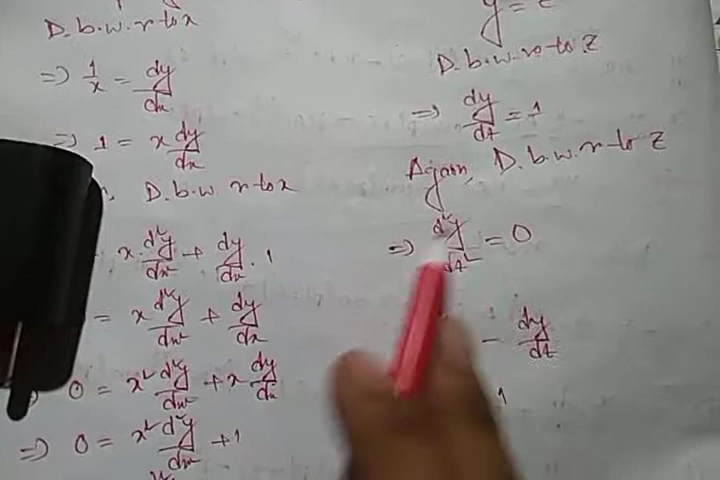 D.b.w.r to x
=> 1/x = dy/dx
=> 1 = x dy/dx
D.b.w r to x
x. d²y/dx² + dy/dx . 1
= x d²y/dx² + dy/dx
0 = x² d²y/dx² + x dy/dx
=> 0 = x² d²y/dx² + 1
y = z
D.b.w.r to z
=> dy/dz = 1
Again, D.b.w.r to z
=> d²y/dz² = 0
- dy/dz
1